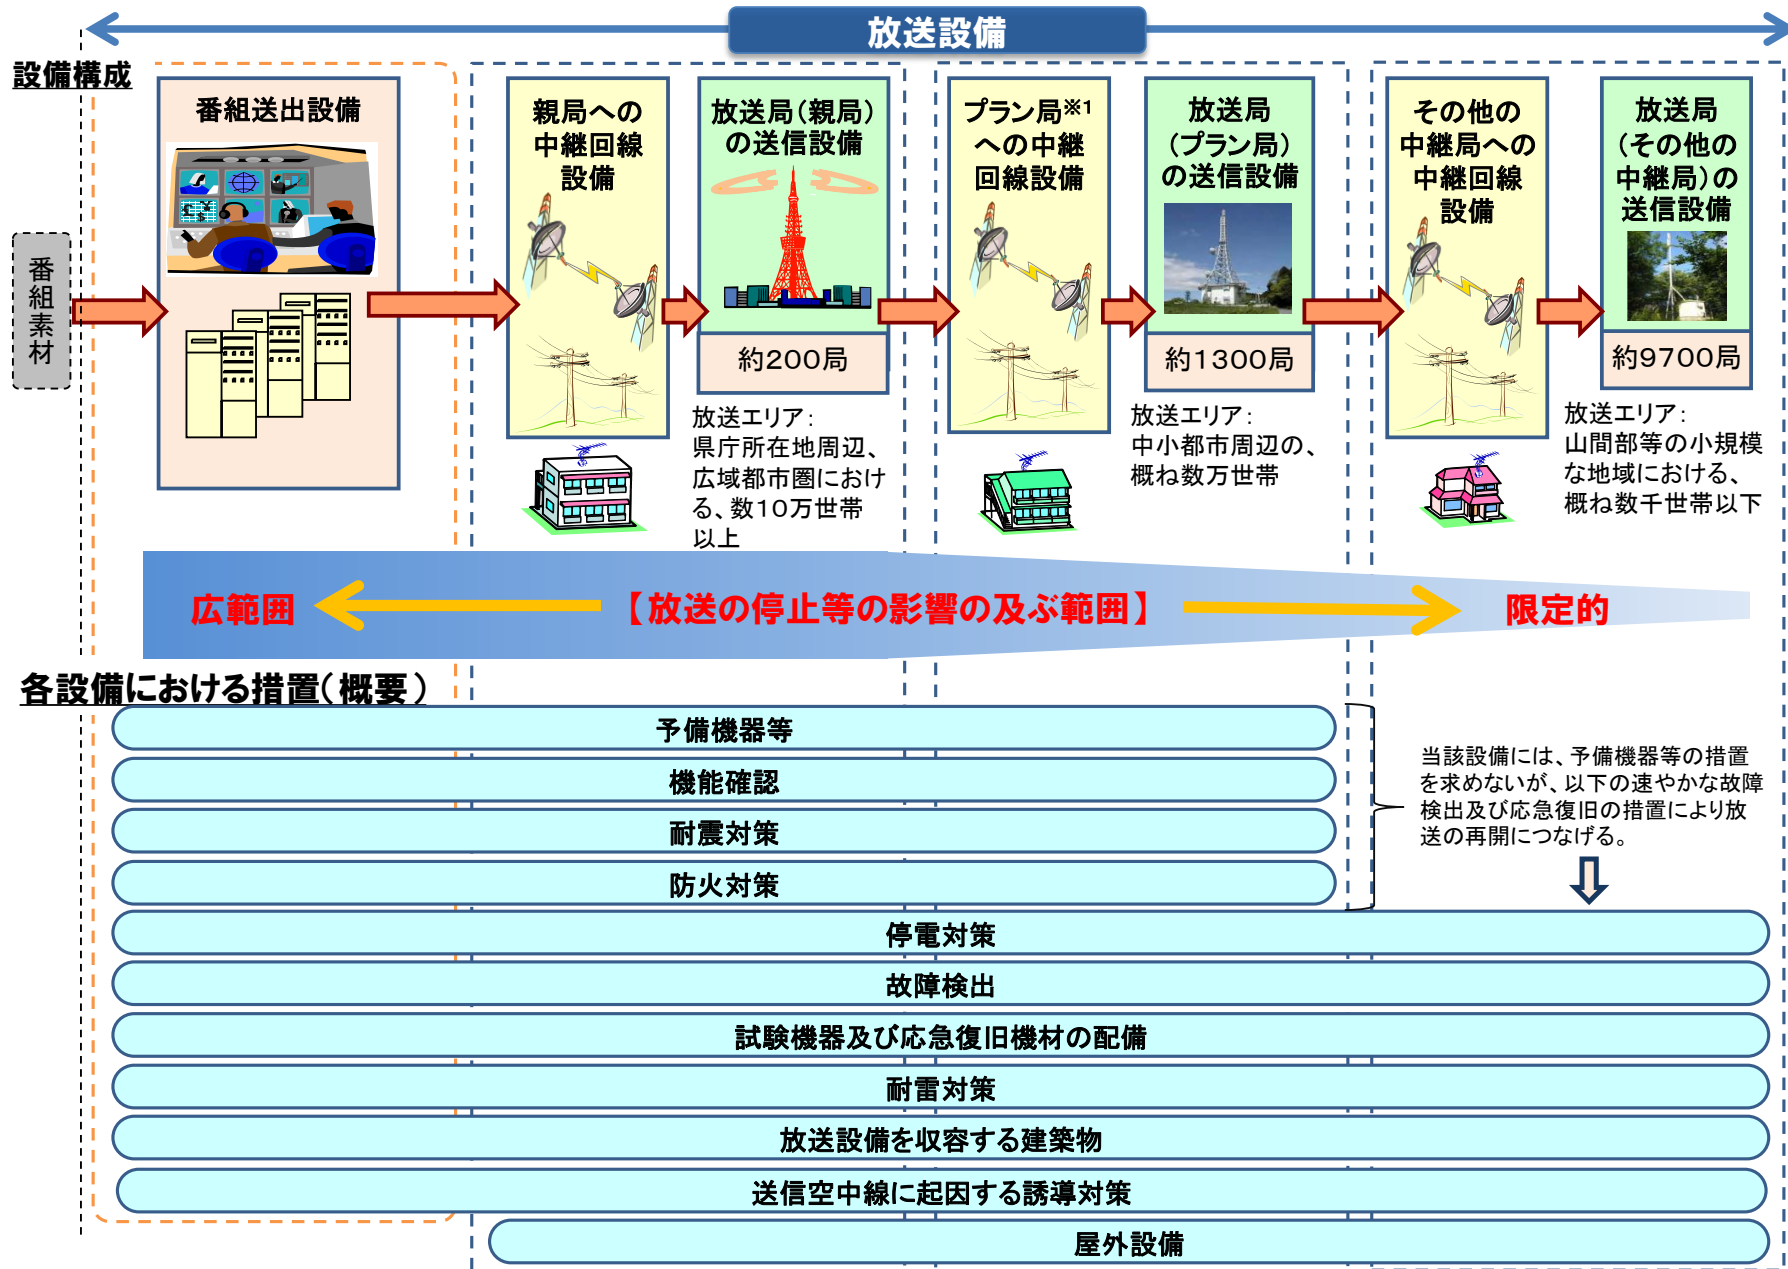 放送設備
設備構成
番組素材
番組送出設備
親局への
中継回線
設備
放送局（親局）
の送信設備
約200局
放送エリア：
県庁所在地周辺、
広域都市圏におけ
る、数10万世帯
以上
プラン局※1
への中継
回線設備
放送局
（プラン局）
の送信設備
約1300局
放送エリア：
中小都市周辺の、
概ね数万世帯
その他の
中継局への
中継回線
設備
放送局
（その他の
中継局）の
送信設備
約9700局
放送エリア：
山間部等の小規模
な地域における、
概ね数千世帯以下
広範囲
【放送の停止等の影響の及ぶ範囲】
限定的
各設備における措置（概要）
予備機器等
機能確認
耐震対策
防火対策
当該設備には、予備機器等の措置
を求めないが、以下の速やかな故障
検出及び応急復旧の措置により放
送の再開につなげる。
停電対策
故障検出
試験機器及び応急復旧機材の配備
耐雷対策
放送設備を収容する建築物
送信空中線に起因する誘導対策
屋外設備